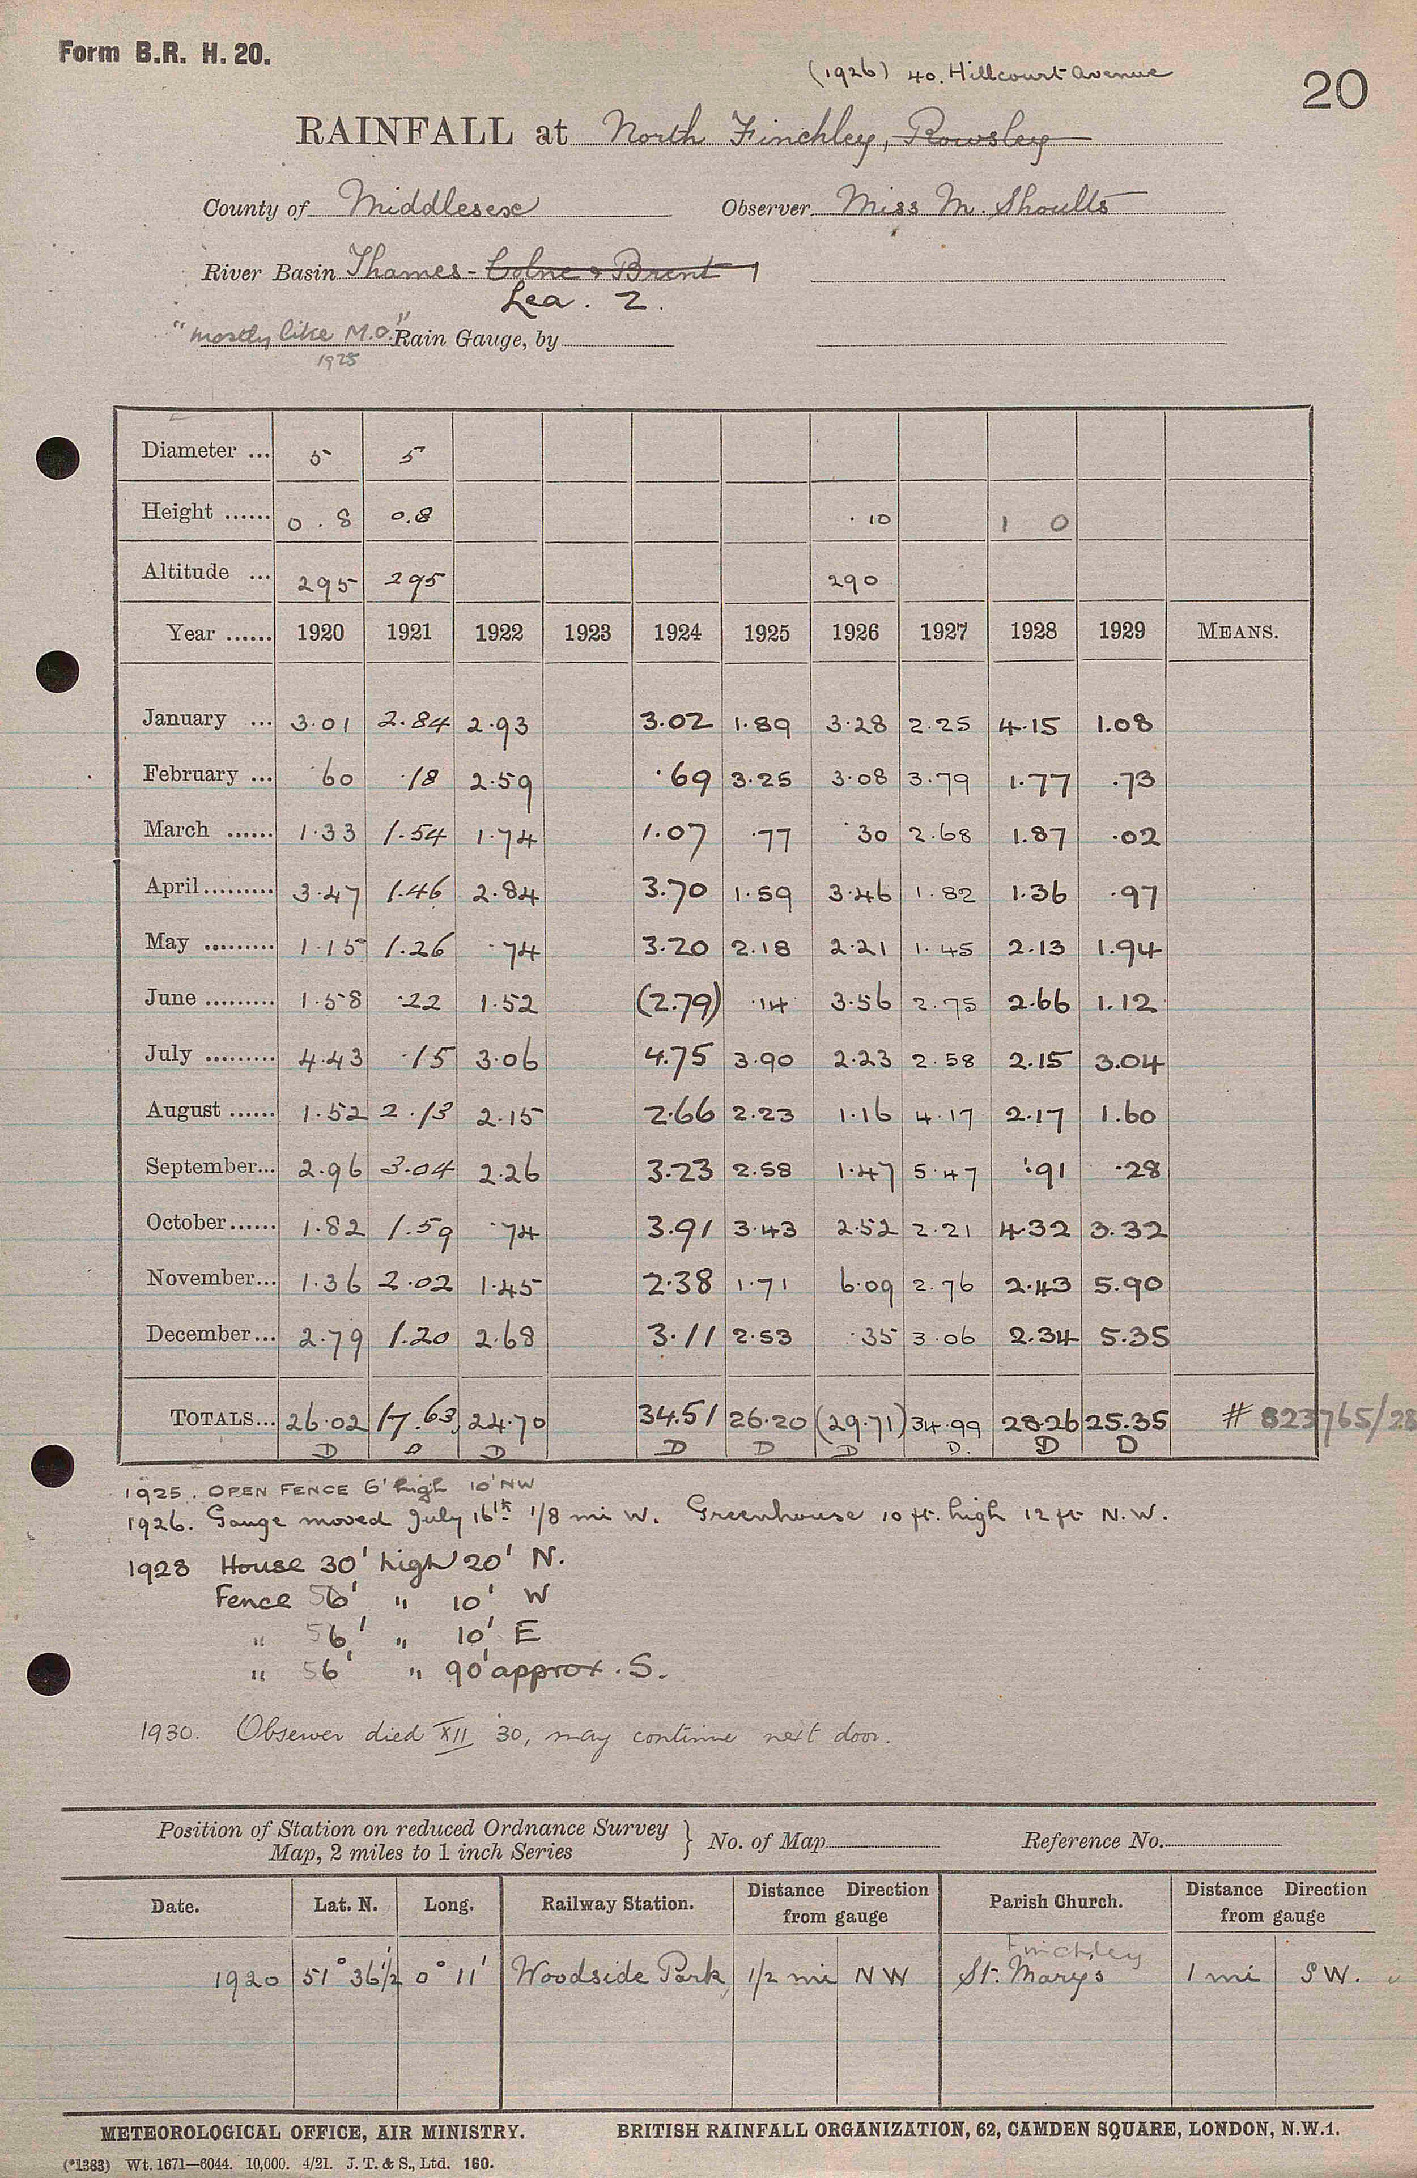 Form B.R. H. 20.
(1926) 40. Hillcourt Avenue
20
RAINFALL at North Finchley, Rowsley
County of Middlesex Observer Miss M. Shoults
River Basin Thames - Colne & Brent 1
Lea. 2.
"mostly like M.O." Rain Gauge, by
1925
Diameter ... 5 5
Height ...... 0.8 0.8 .10 1 0
Altitude ... 295 295 290
Year ...... 1920 1921 1922 1923 1924 1925 1926 1927 1928 1929 MEANS.
January ... 3.01 2.84 2.93 3.02 1.89 3.28 2.25 4.15 1.08
February ... .60 .18 2.59 .69 3.25 3.08 3.79 1.77 .73
March ...... 1.33 1.54 1.74 1.07 .77 .30 2.68 1.87 .02
April ......... 3.47 1.46 2.84 3.70 1.59 3.46 1.82 1.36 .97
May ......... 1.15 1.26 .74 3.20 2.18 2.21 1.45 2.13 1.94
June ......... 1.58 .22 1.52 (2.79) .14 3.56 2.75 2.66 1.12
July ......... 4.43 .15 3.06 4.75 3.90 2.23 2.58 2.15 3.04
August ...... 1.52 2.13 2.15 2.66 2.23 1.16 4.17 2.17 1.60
September... 2.96 3.04 2.26 3.23 2.58 1.47 5.47 .91 .28
October...... 1.82 1.59 .74 3.91 3.43 2.52 2.21 4.32 3.32
November... 1.36 2.02 1.45 2.38 1.71 6.09 2.76 2.43 5.90
December... 2.79 1.20 2.68 3.11 2.53 .35 3.06 2.34 5.35
TOTALS... 26.02 17.63 24.70 34.51 26.20 (29.71) 34.99 28.26 25.35 # 823765/28
D D D D D D D. D D
1925. OPEN FENCE 6' high 10' NW
1926. Gauge moved July 16th 1/8 mi W. Greenhouse 10 ft. high 12 ft N.W.
1928 House 30' high 20' N.
Fence 56' " 10' W
" 56' " 10' E
" 56' " 90' approx. S.
1930. Observer died XII '30, may continue next door.
Position of Station on reduced Ordnance Survey
Map, 2 miles to 1 inch Series } No. of Map Reference No.
Date. Lat. N. Long. Railway Station. Distance Direction from gauge Parish Church. Distance Direction from gauge
Finchley
1920 51° 36½' 0° 11' Woodside Park 1/2 mi NW St. Mary's 1 mi SW.
METEOROLOGICAL OFFICE, AIR MINISTRY. BRITISH RAINFALL ORGANIZATION, 62, CAMDEN SQUARE, LONDON, N.W.1.
(*1383) Wt. 1671—6044. 10,000. 4/21. J. T. & S., Ltd. 160.